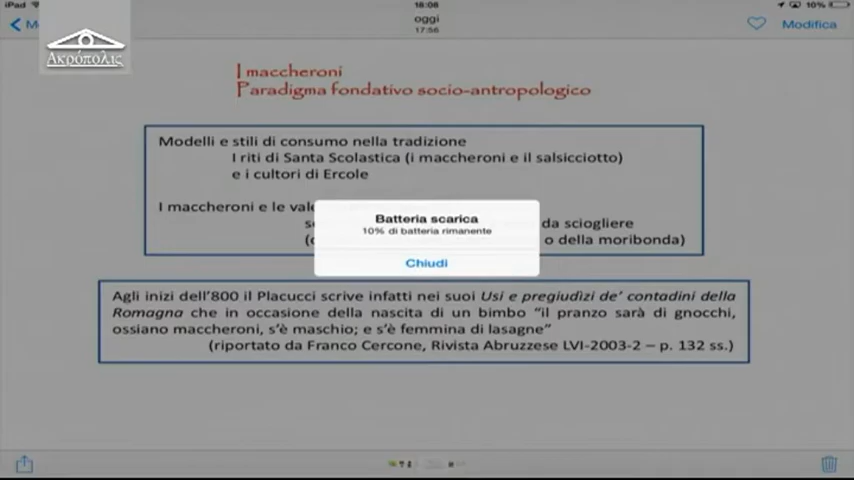 iPad 18:08 10%
oggi
17:56
Modifica
Ακρόπολις
I maccheroni
Paradigma fondativo socio-antropologico
Modelli e stili di consumo nella tradizione
I riti di Santa Scolastica (i maccheroni e il salsicciotto)
e i cultori di Ercole
I maccheroni e le
da sciogliere
o della moribonda)
Batteria scarica
10% di batteria rimanente
Chiudi
Agli inizi dell'800 il Placucci scrive infatti nei suoi Usi e pregiudìzi de' contadini della
Romagna che in occasione della nascita di un bimbo “il pranzo sarà di gnocchi,
ossiano maccheroni, s'è maschio; e s'è femmina di lasagne”
(riportato da Franco Cercone, Rivista Abruzzese LVI-2003-2 – p. 132 ss.)